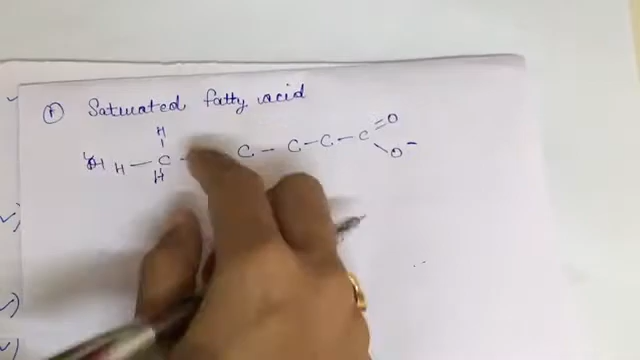 ① Saturated fatty acid
H
H — C — C — C — C — C = O
H
O −